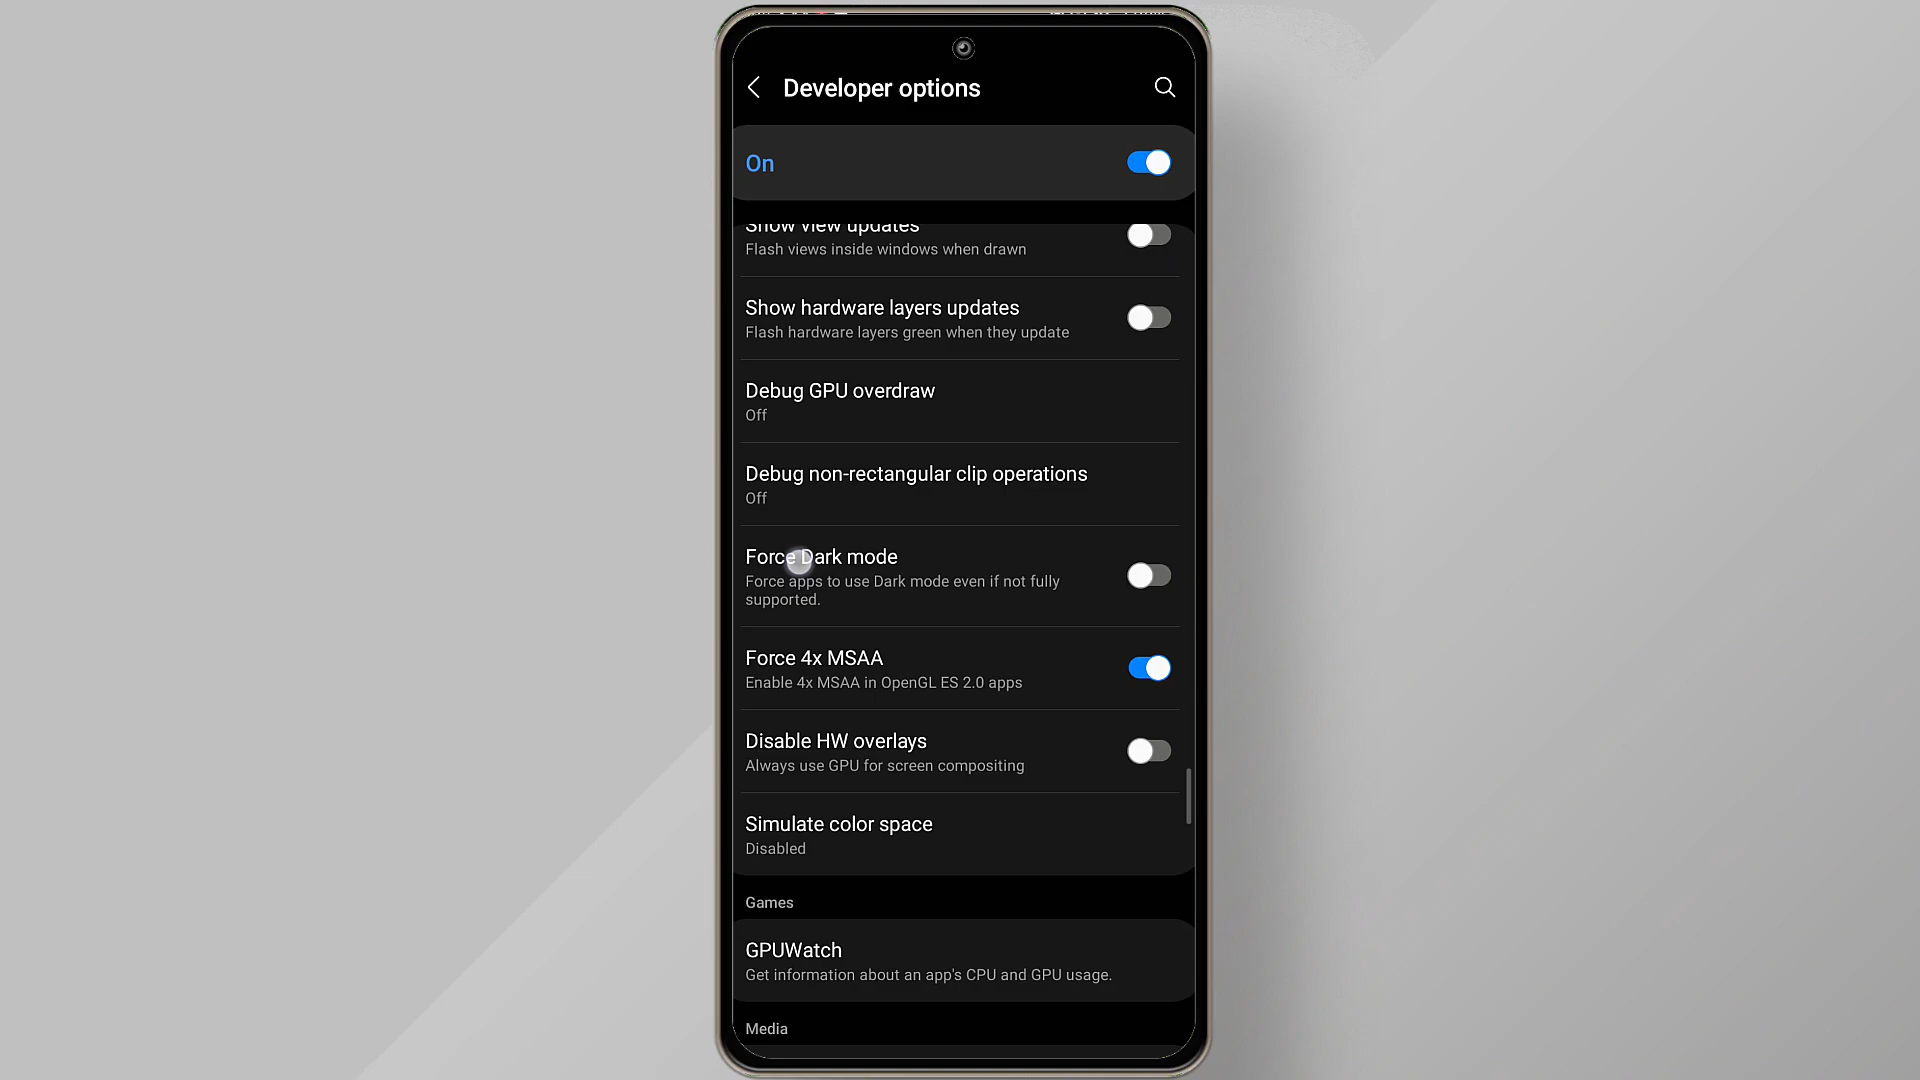 Developer options
On
Show view updates
Flash views inside windows when drawn
Show hardware layers updates
Flash hardware layers green when they update
Debug GPU overdraw
Off
Debug non-rectangular clip operations
Off
Force Dark mode
Force apps to use Dark mode even if not fully
supported.
Force 4x MSAA
Enable 4x MSAA in OpenGL ES 2.0 apps
Disable HW overlays
Always use GPU for screen compositing
Simulate color space
Disabled
Games
GPUWatch
Get information about an app's CPU and GPU usage.
Media